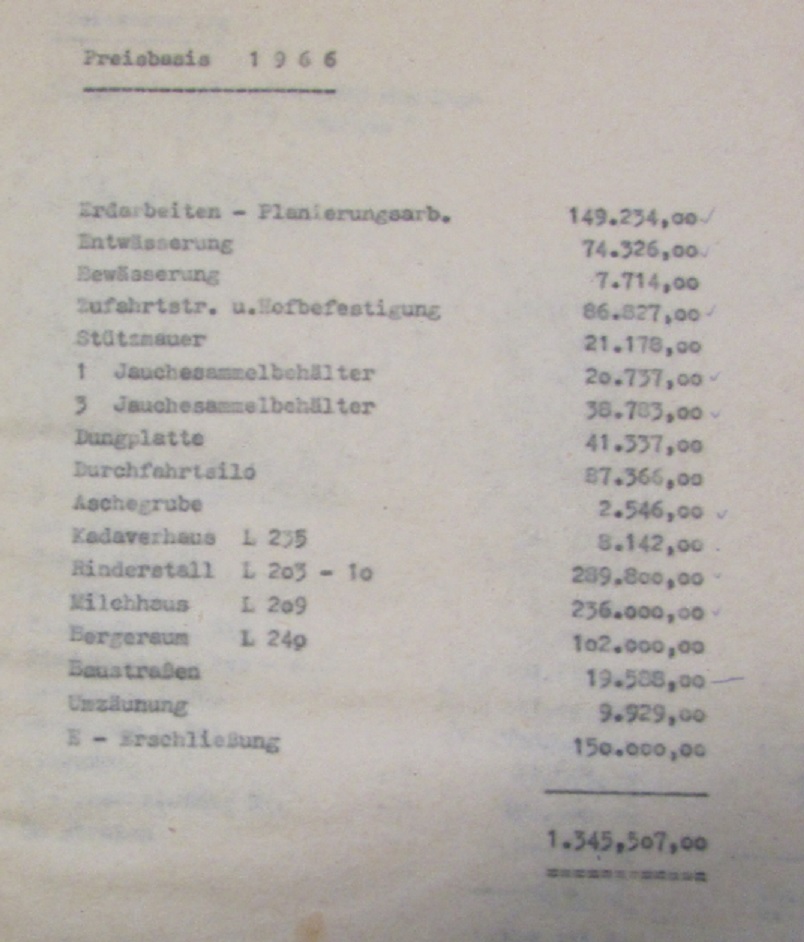 Preisbasis 1 9 6 6
Erdarbeiten - Planierungsarb. 149.234,oo
Entwässerung 74.326,oo
Bewässerung 7.714,oo
Zufahrtstr. u.Hofbefestigung 86.827,oo
Stützmauer 21.178,oo
1 Jauchesammelbehälter 2o.737,oo
3 Jauchesammelbehälter 38.783,oo
Dungplatte 41.337,oo
Durchfahrtsilo 87.366,oo
Aschegrube 2.546,oo
Kadaverhaus L 235 8.142,oo
Rinderstall L 2o3 - 1o 289.8oo,oo
Milchhaus L 2o9 236.ooo,oo
Bergeraum L 24o 1o2.ooo,oo
Baustraßen 19.588,oo
Umzäunung 9.929,oo
E - Erschließung 15o.ooo,oo
1.345,5o7,oo